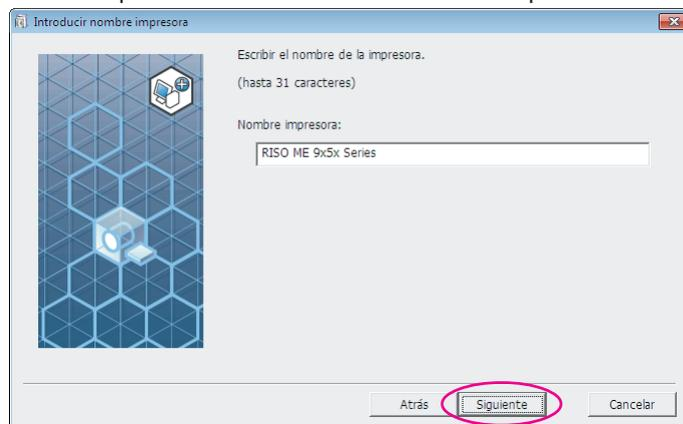 Introducir nombre impresora
Escribir el nombre de la impresora.
(hasta 31 caracteres)
Nombre impresora:
RISO ME 9x5x Series
Atrás
Siguiente
Cancelar